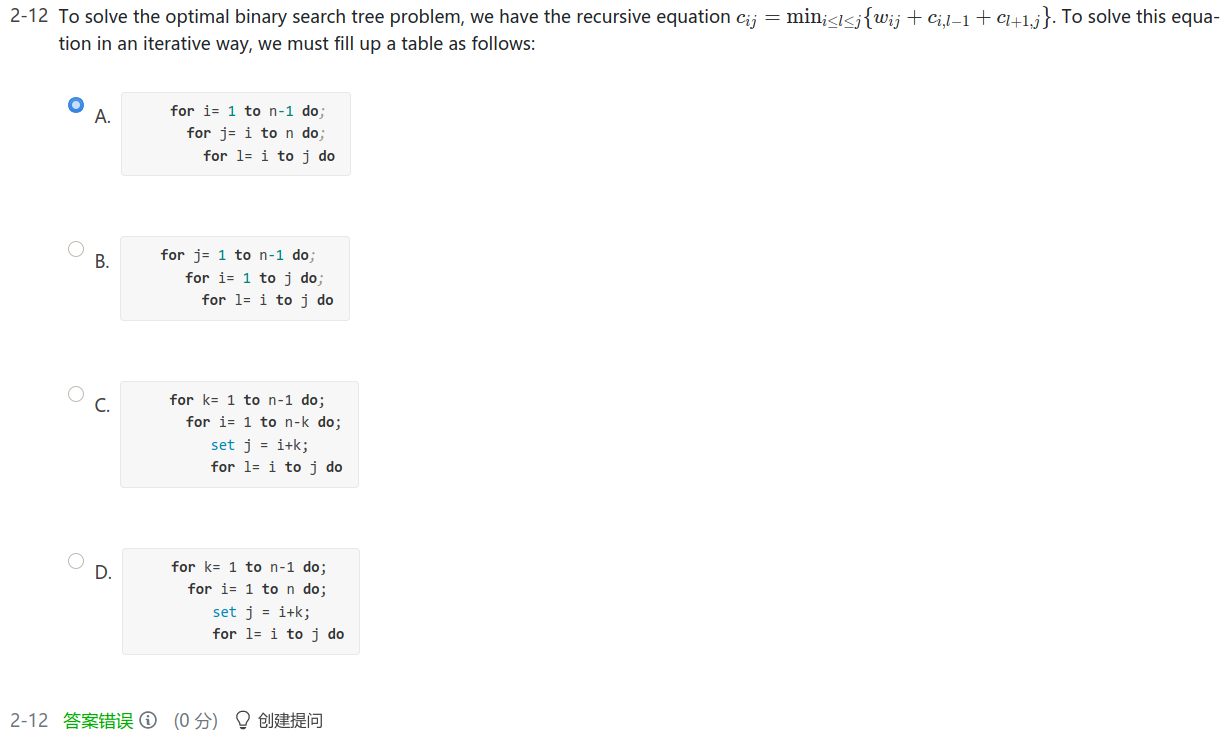 2-12 To solve the optimal binary search tree problem, we have the recursive equation c_{ij} = min_{i≤l≤j}{w_{ij} + c_{i,l−1} + c_{l+1,j}}. To solve this equa-
tion in an iterative way, we must fill up a table as follows:
A.
for i= 1 to n-1 do;
for j= i to n do;
for l= i to j do
B.
for j= 1 to n-1 do;
for i= 1 to j do;
for l= i to j do
C.
for k= 1 to n-1 do;
for i= 1 to n-k do;
set j = i+k;
for l= i to j do
D.
for k= 1 to n-1 do;
for i= 1 to n do;
set j = i+k;
for l= i to j do
2-12 答案错误 (0 分) 创建提问